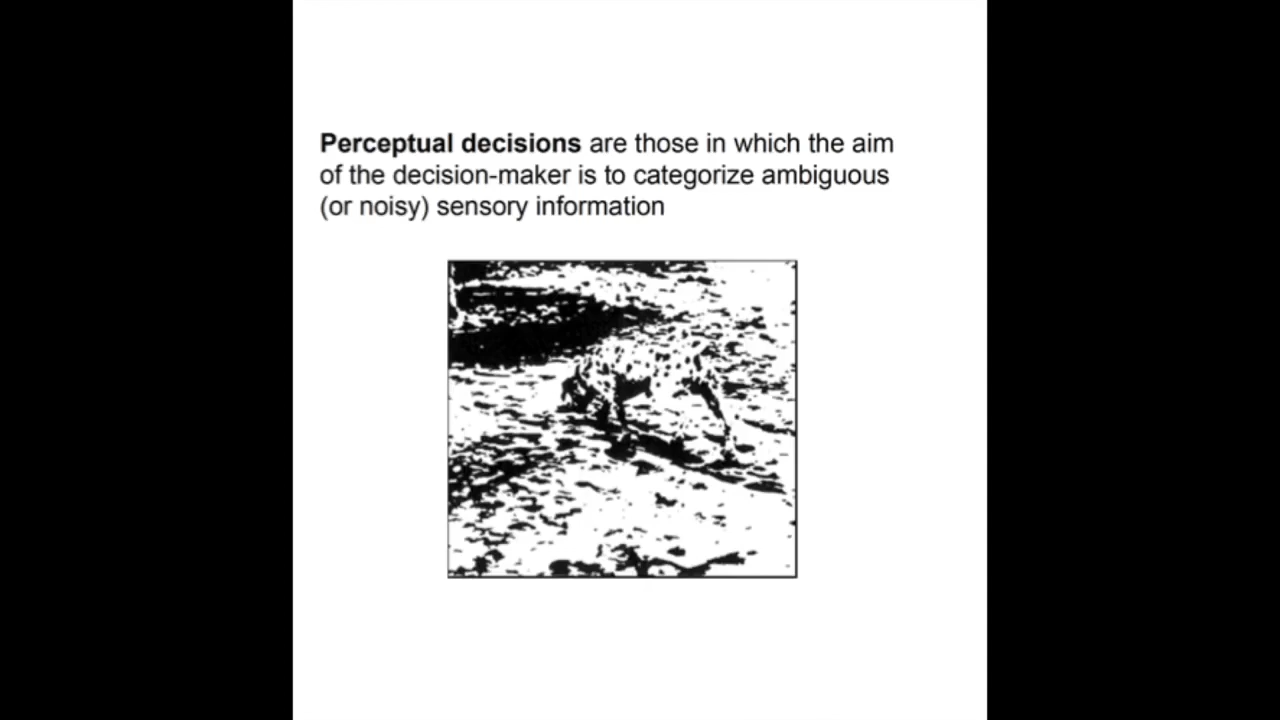 Perceptual decisions are those in which the aim
of the decision-maker is to categorize ambiguous
(or noisy) sensory information